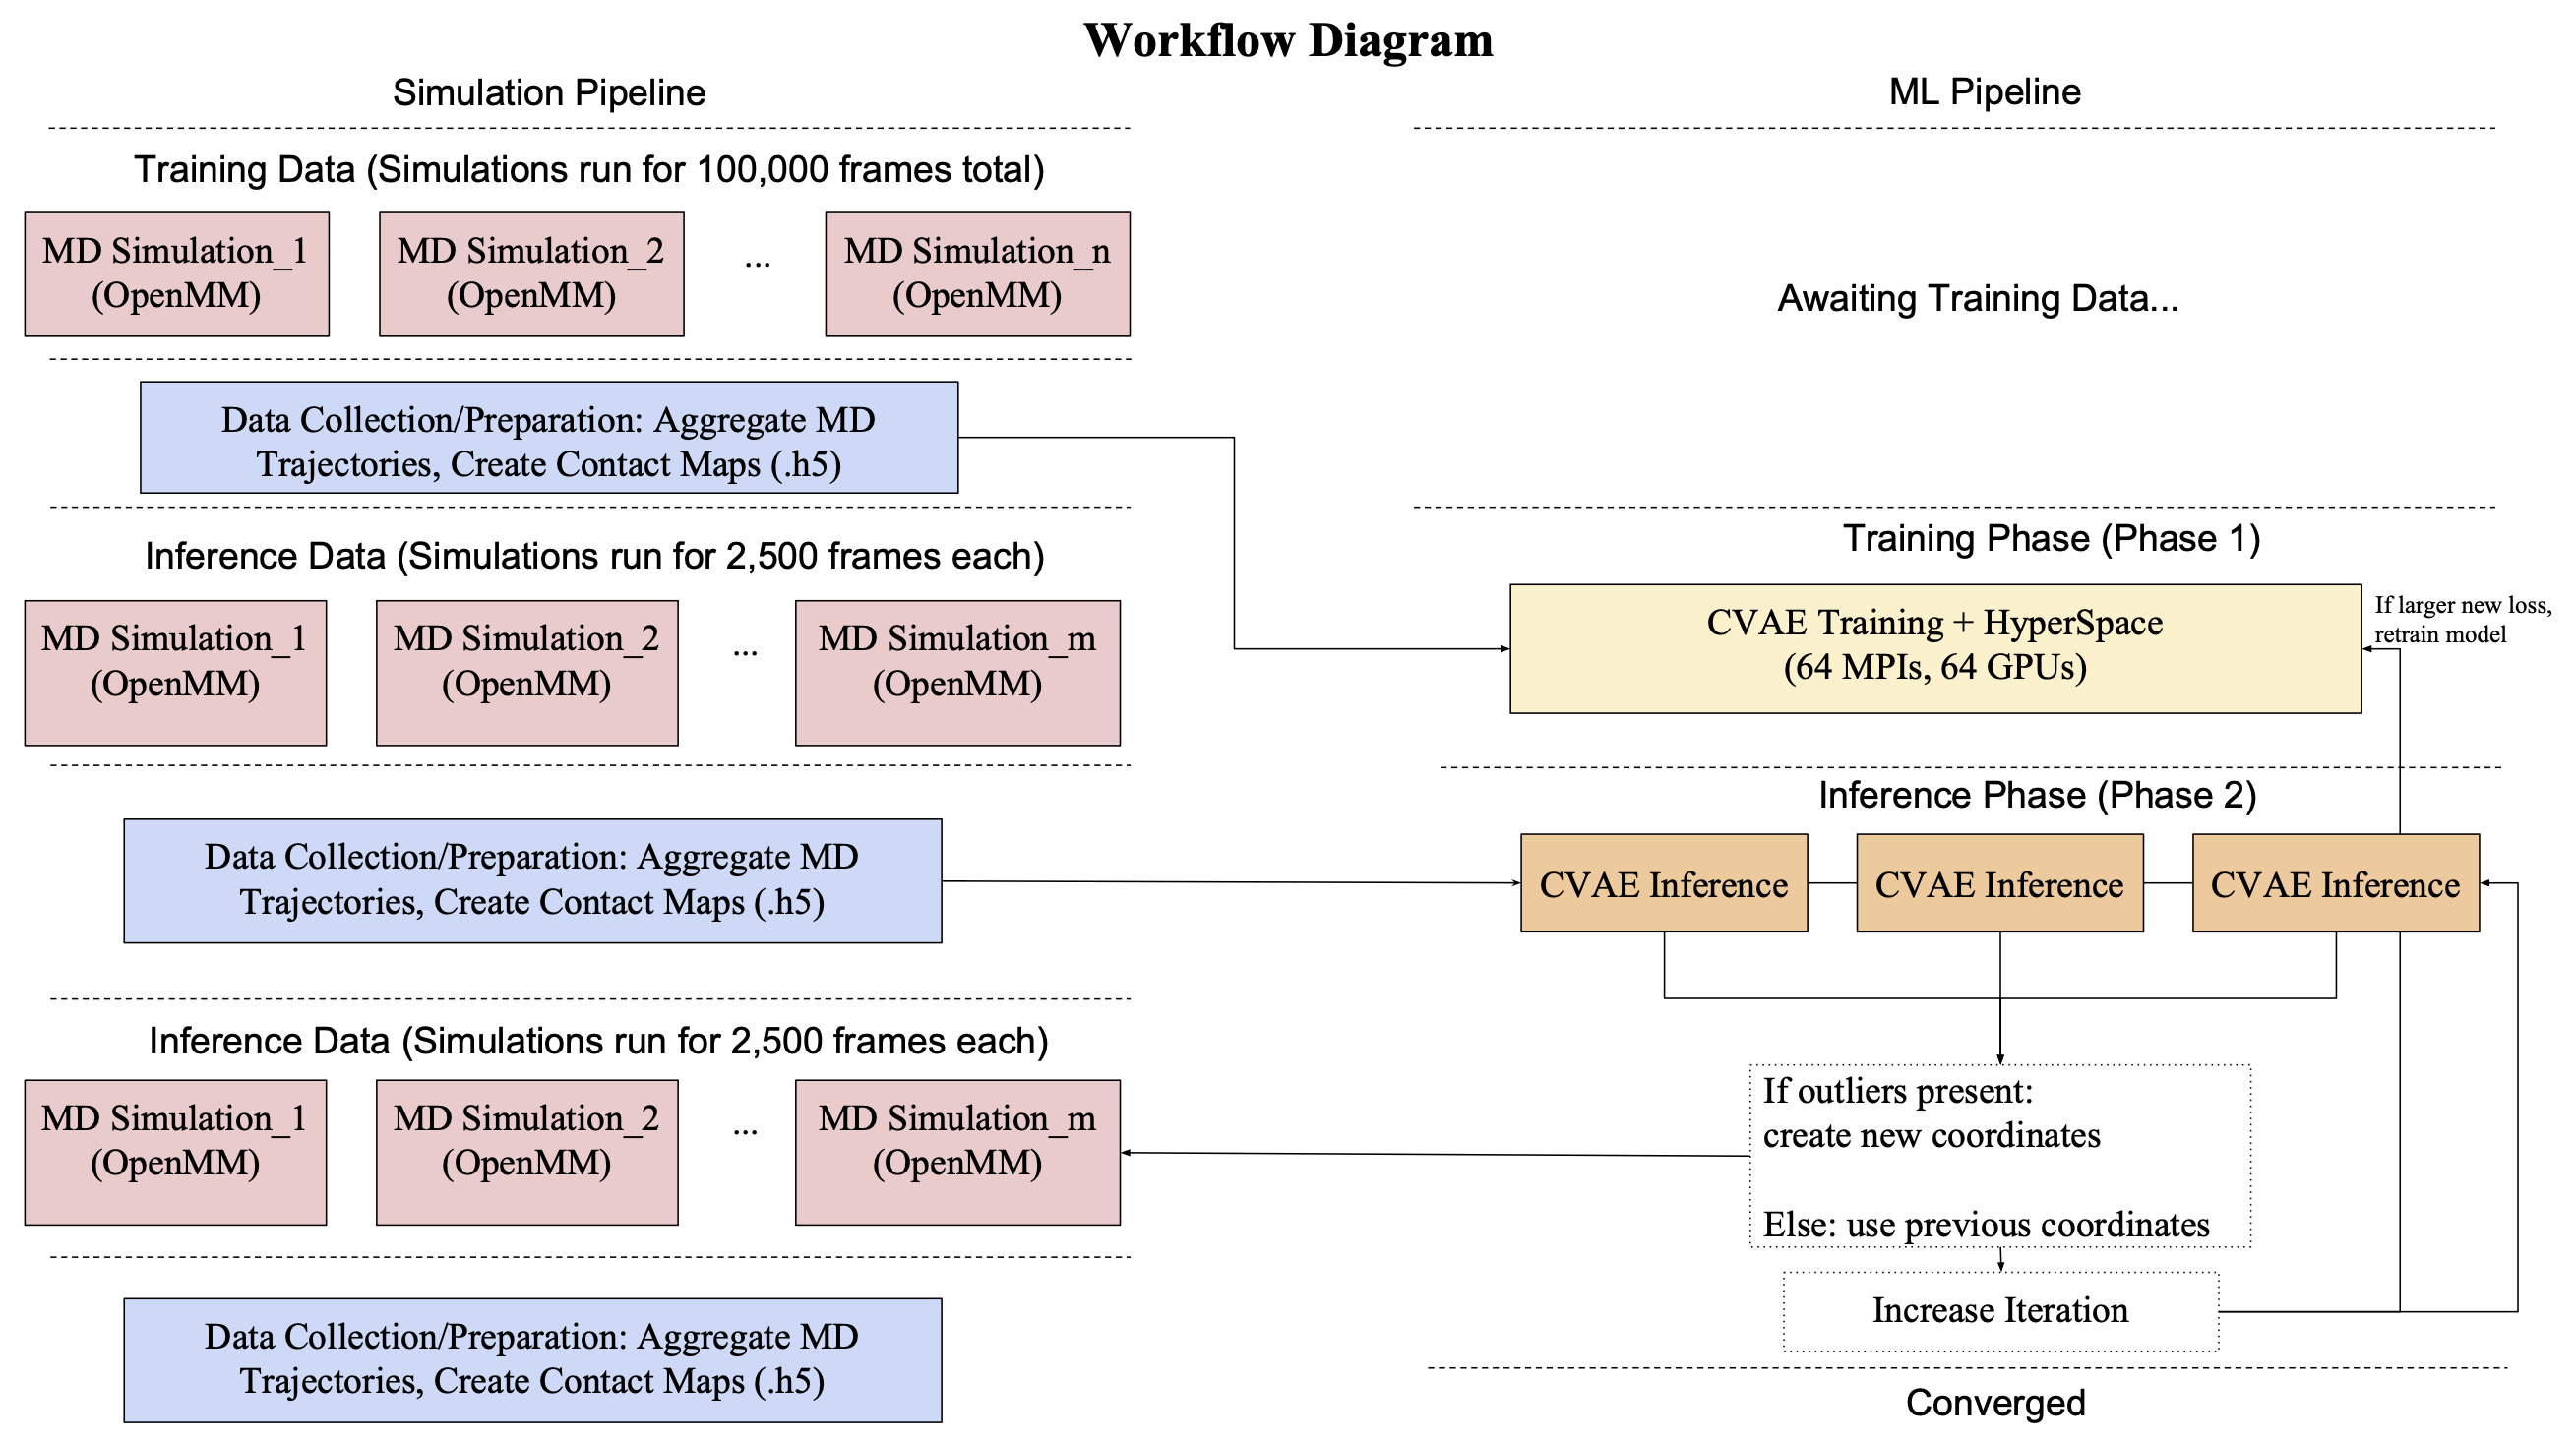 Workflow Diagram
Simulation Pipeline
Training Data (Simulations run for 100,000 frames total)
MD Simulation_1
(OpenMM)
MD Simulation_2
(OpenMM)
...
MD Simulation_n
(OpenMM)
Data Collection/Preparation: Aggregate MD
Trajectories, Create Contact Maps (.h5)
Inference Data (Simulations run for 2,500 frames each)
MD Simulation_1
(OpenMM)
MD Simulation_2
(OpenMM)
...
MD Simulation_m
(OpenMM)
Data Collection/Preparation: Aggregate MD
Trajectories, Create Contact Maps (.h5)
Inference Data (Simulations run for 2,500 frames each)
MD Simulation_1
(OpenMM)
MD Simulation_2
(OpenMM)
...
MD Simulation_m
(OpenMM)
Data Collection/Preparation: Aggregate MD
Trajectories, Create Contact Maps (.h5)
ML Pipeline
Awaiting Training Data...
Training Phase (Phase 1)
CVAE Training + HyperSpace
(64 MPIs, 64 GPUs)
If larger new loss,
retrain model
Inference Phase (Phase 2)
CVAE Inference
CVAE Inference
CVAE Inference
If outliers present:
create new coordinates
Else: use previous coordinates
Increase Iteration
Converged